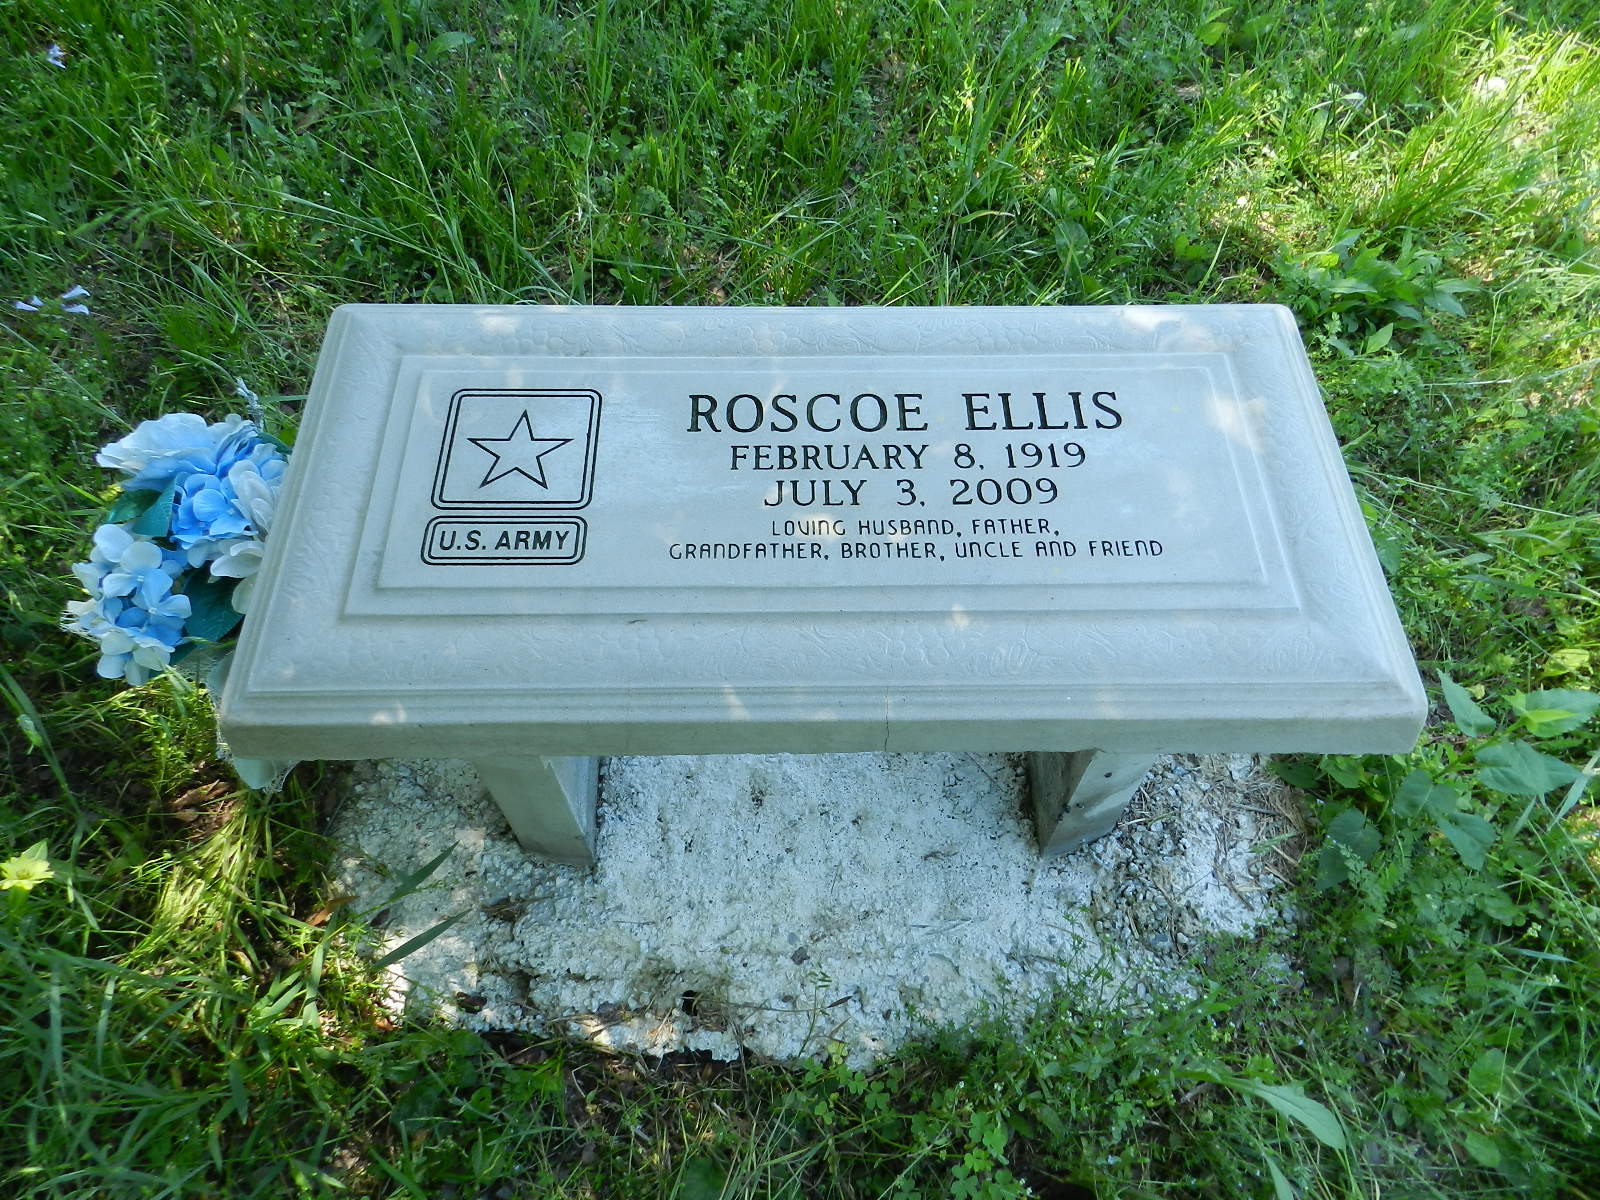 ROSCOE ELLIS
FEBRUARY 8, 1919
JULY 3, 2009
LOVING HUSBAND, FATHER,
GRANDFATHER, BROTHER, UNCLE AND FRIEND
U.S. ARMY